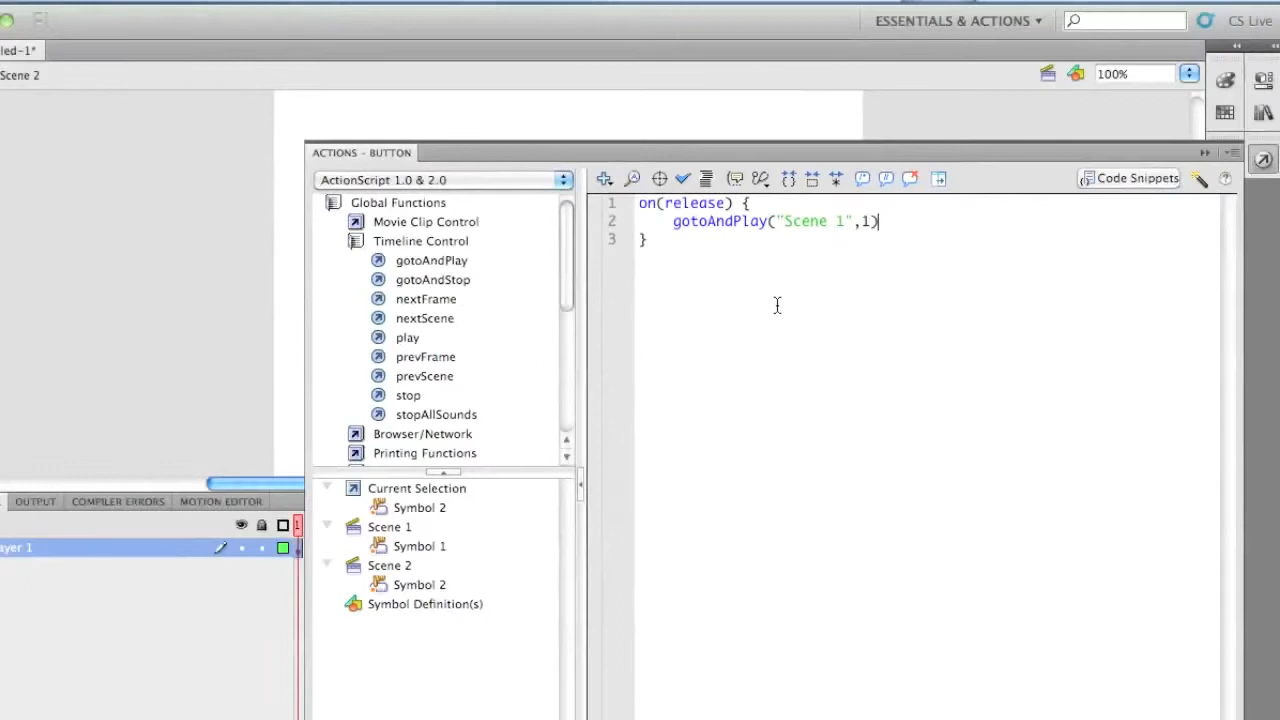 ESSENTIALS & ACTIONS
CS Live
led-1*
Scene 2
100%
ACTIONS - BUTTON
ActionScript 1.0 & 2.0
Code Snippets
Global Functions
Movie Clip Control
Timeline Control
gotoAndPlay
gotoAndStop
nextFrame
nextScene
play
prevFrame
prevScene
stop
stopAllSounds
Browser/Network
Printing Functions
1 on(release) {
2 gotoAndPlay("Scene 1",1)
3 }
Current Selection
Symbol 2
Scene 1
Symbol 1
Scene 2
Symbol 2
Symbol Definition(s)
OUTPUT COMPILER ERRORS MOTION EDITOR
1
ayer 1